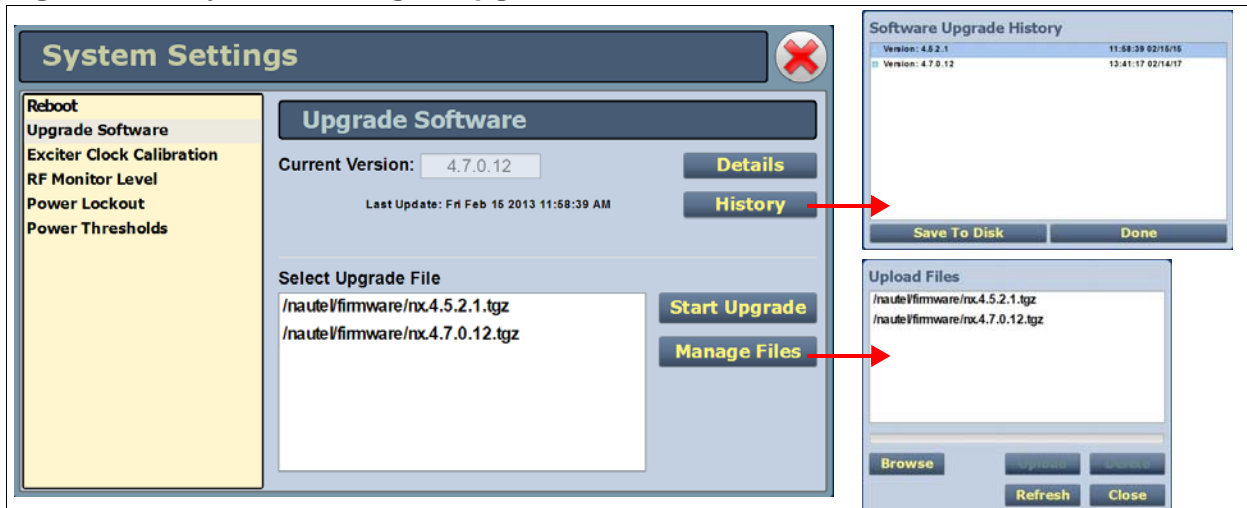 System Settings
Reboot
Upgrade Software
Exciter Clock Calibration
RF Monitor Level
Power Lockout
Power Thresholds
Upgrade Software
Current Version: 4.7.0.12
Details
Last Update: Fri Feb 15 2013 11:58:39 AM
History
Select Upgrade File
/nautel/firmware/nx.4.5.2.1.tgz
/nautel/firmware/nx.4.7.0.12.tgz
Start Upgrade
Manage Files
Software Upgrade History
Version: 4.5.2.1 11:58:39 02/15/15
Version: 4.7.0.12 13:41:17 02/14/17
Save To Disk Done
Upload Files
/nautel/firmware/nx.4.5.2.1.tgz
/nautel/firmware/nx.4.7.0.12.tgz
Browse Upload Delete
Refresh Close